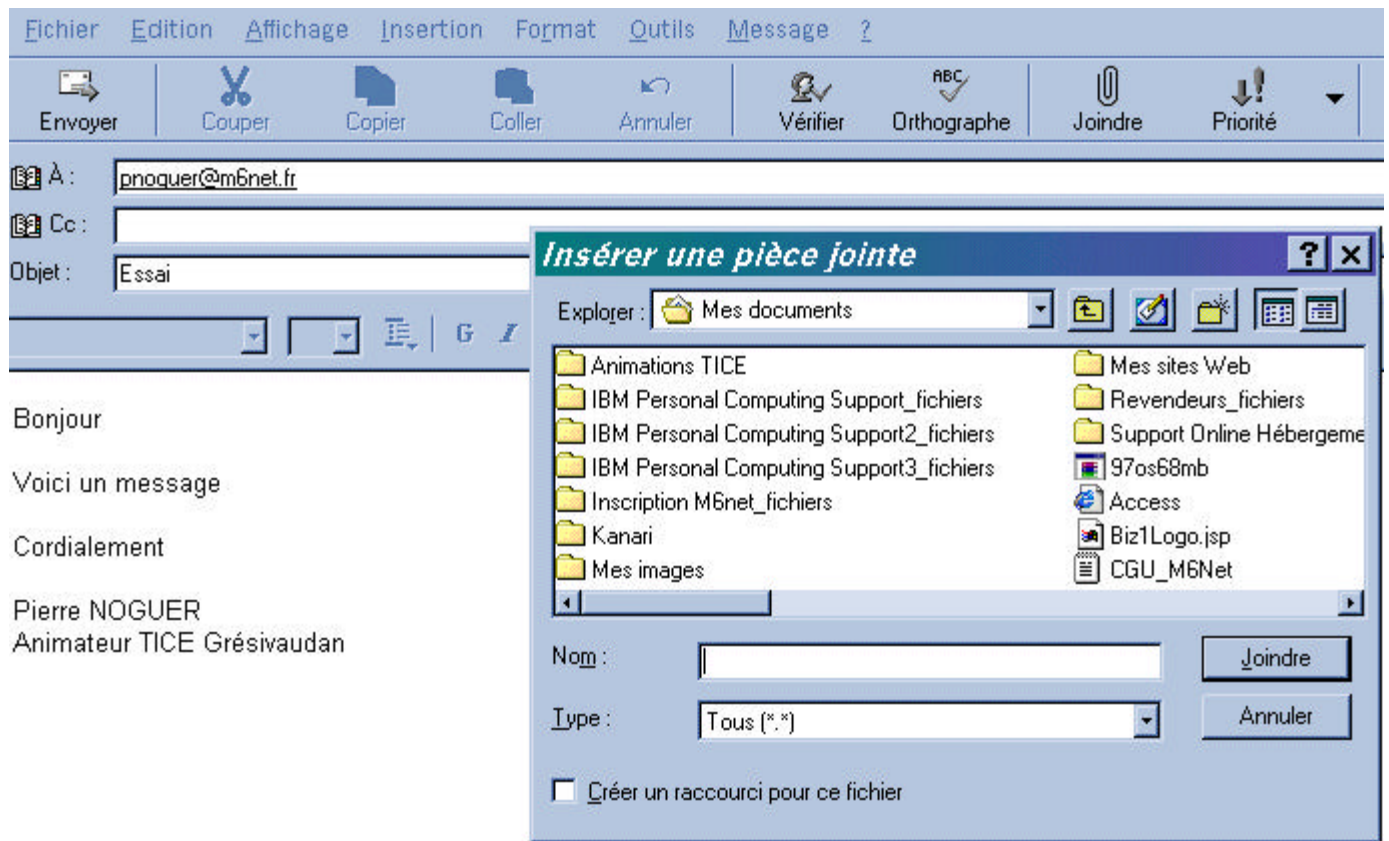 Fichier Edition Affichage Insertion Format Outils Message ?
ABC
Envoyer Couper Copier Coller Annuler Vérifier Orthographe Joindre Priorité
À : pnoguer@m6net.fr
Cc :
Objet : Essai
G I
Bonjour
Voici un message
Cordialement
Pierre NOGUER
Animateur TICE Grésivaudan
Insérer une pièce jointe ? X
Explorer : Mes documents
Animations TICE
IBM Personal Computing Support_fichiers
IBM Personal Computing Support2_fichiers
IBM Personal Computing Support3_fichiers
Inscription M6net_fichiers
Kanari
Mes images
Mes sites Web
Revendeurs_fichiers
Support Online Hébergeme
97os68mb
Access
Biz1Logo.jsp
CGU_M6Net
Nom :
Joindre
Type : Tous (*.*)
Annuler
Créer un raccourci pour ce fichier